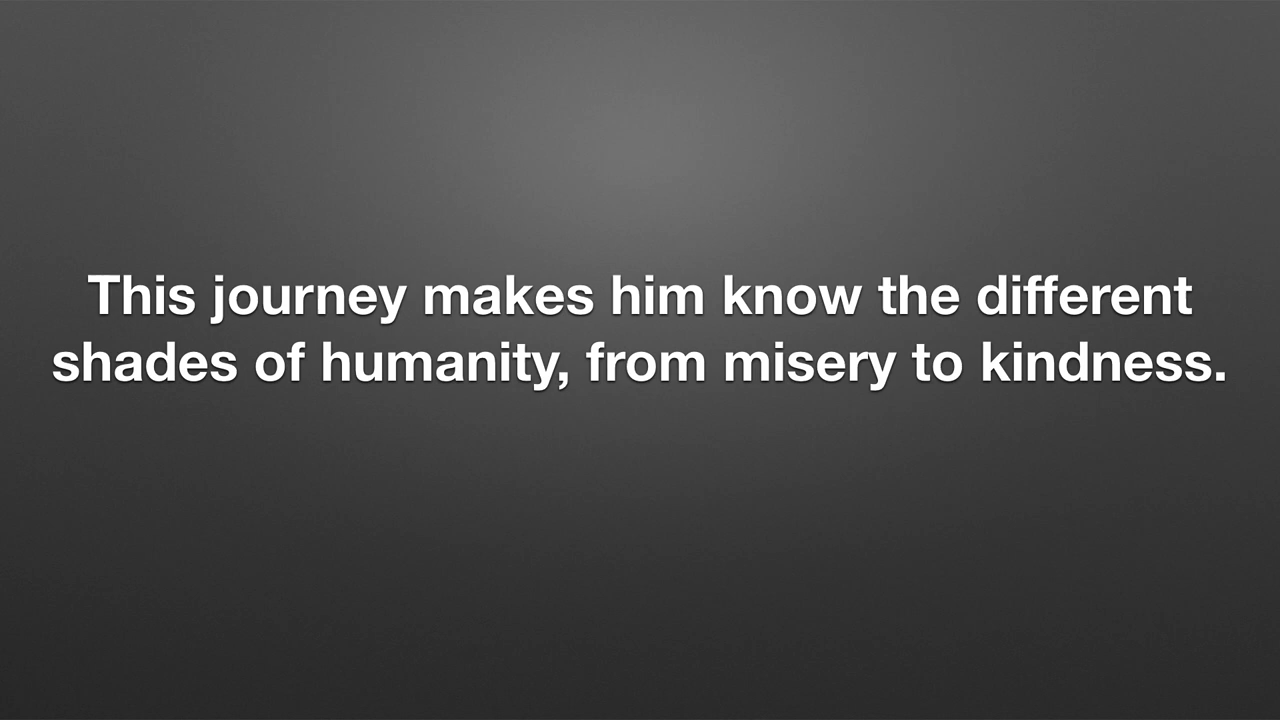 This journey makes him know the different
shades of humanity, from misery to kindness.